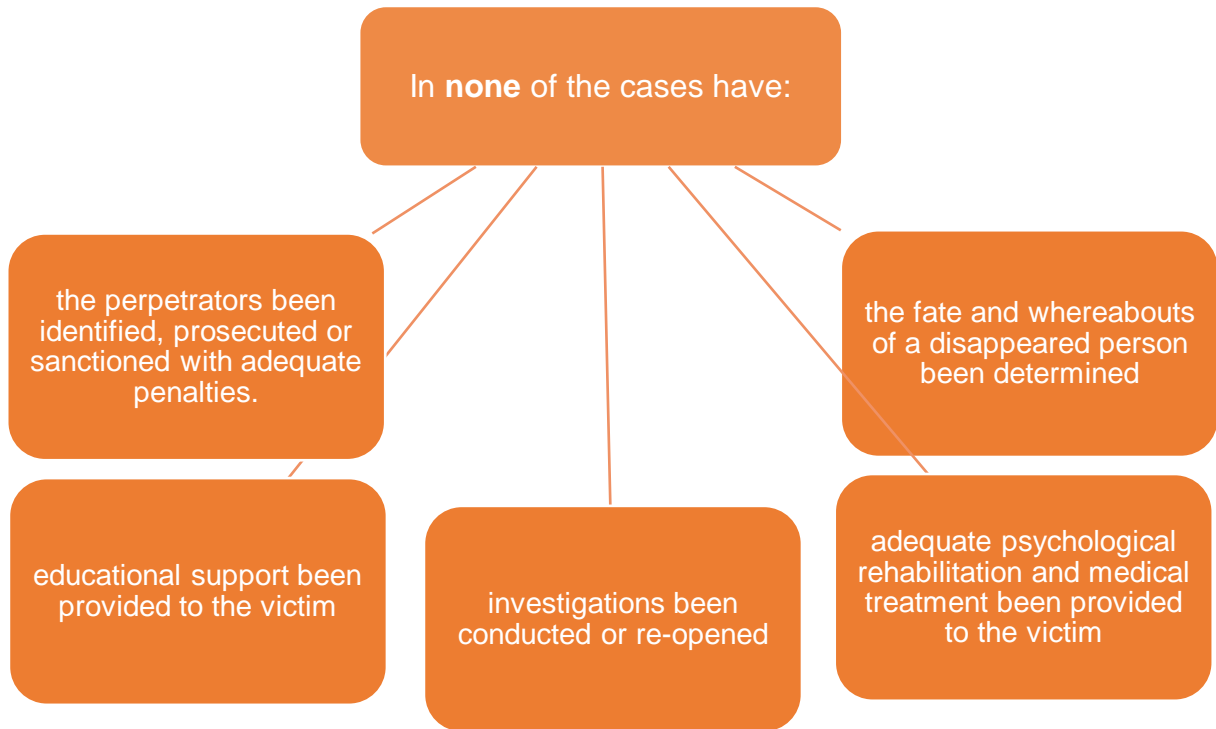 In none of the cases have:
the perpetrators been
identified, prosecuted or
sanctioned with adequate
penalties.
the fate and whereabouts
of a disappeared person
been determined
educational support been
provided to the victim
investigations been
conducted or re-opened
adequate psychological
rehabilitation and medical
treatment been provided
to the victim